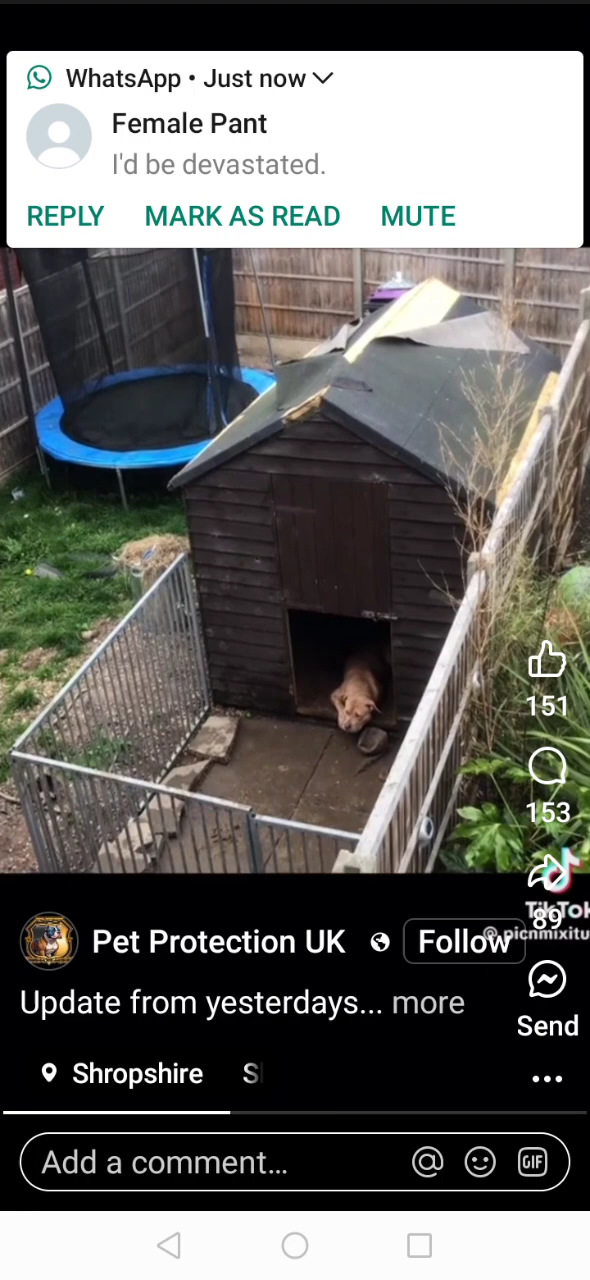 WhatsApp • Just now
Female Pant
I'd be devastated.
REPLY MARK AS READ MUTE
151
153
89
TikTok
@picnmixitu
Pet Protection UK Follow
Update from yesterdays... more
Send
Shropshire S
Add a comment...
GIF